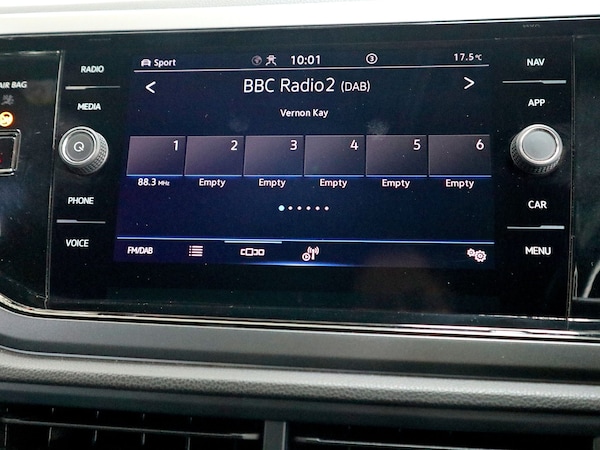 RADIO
MEDIA
PHONE
VOICE
AIR BAG
Sport 10:01 3 17.5°C
< BBC Radio2 (DAB) >
Vernon Kay
1 2 3 4 5 6
88.3 MHz Empty Empty Empty Empty Empty
FM/DAB
NAV
APP
CAR
MENU